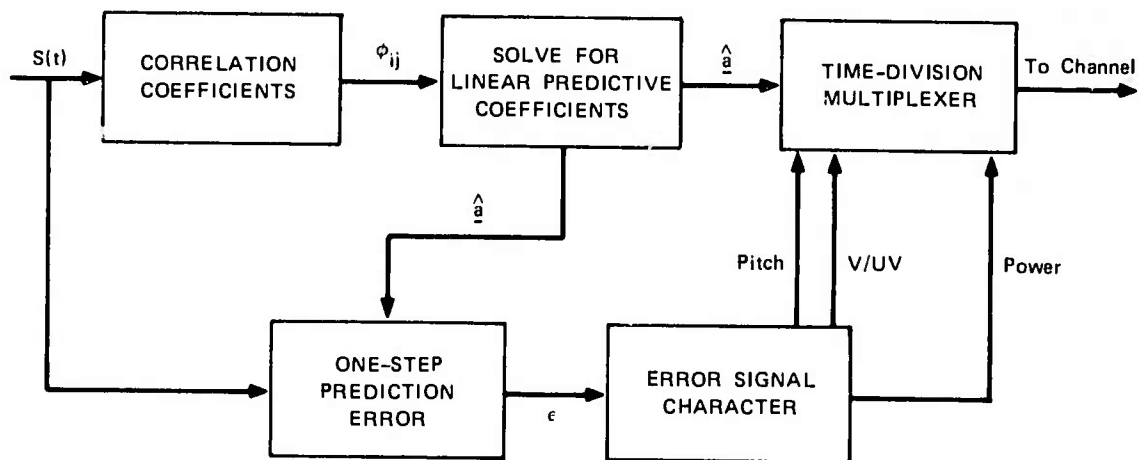 S(t)
CORRELATION
COEFFICIENTS
ϕij
SOLVE FOR
LINEAR PREDICTIVE
COEFFICIENTS
â
TIME-DIVISION
MULTIPLEXER
To Channel
â
Pitch
V/UV
Power
ONE-STEP
PREDICTION
ERROR
ϵ
ERROR SIGNAL
CHARACTER